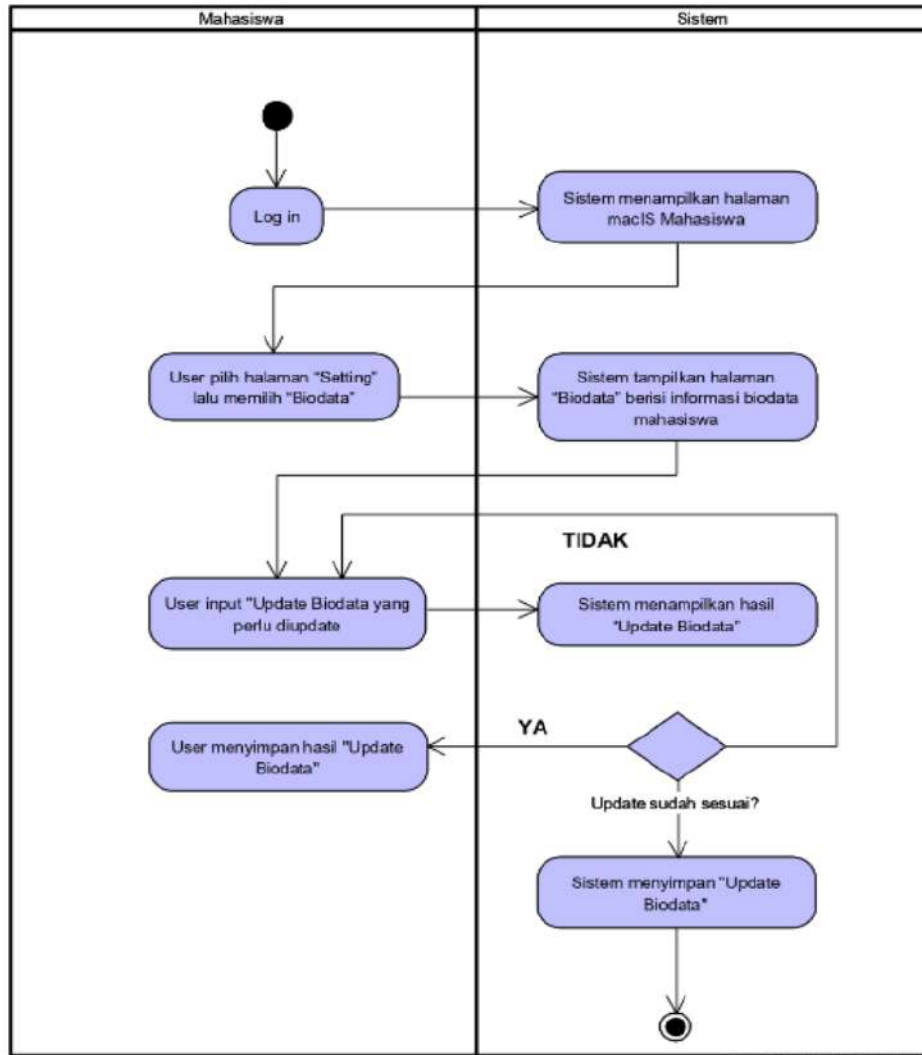 Mahasiswa
Sistem
Log in
Sistem menampilkan halaman
macIS Mahasiswa
User pilih halaman "Setting"
lalu memilih "Biodata"
Sistem tampilkan halaman
"Biodata" berisi informasi biodata
mahasiswa
TIDAK
User input "Update Biodata yang
perlu diupdate
Sistem menampilkan hasil
"Update Biodata"
YA
User menyimpan hasil "Update
Biodata"
Update sudah sesuai?
Sistem menyimpan "Update
Biodata"